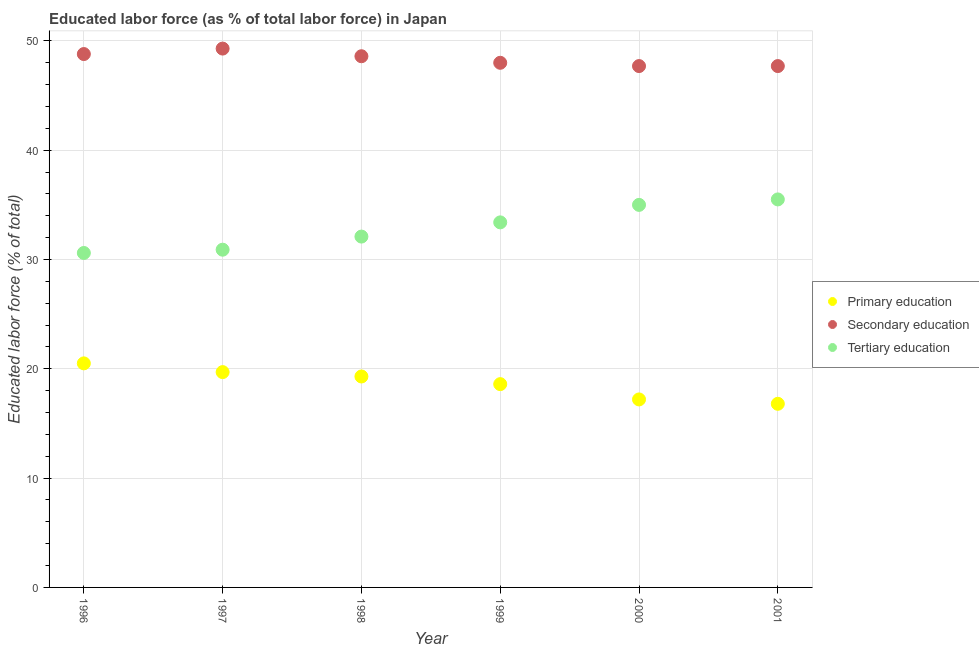 Educated labor force (as % of total labor force) in Japan
50
40
30
20
10
0
Educated labor force (% of total)
1996
1997
1998
1999
2000
2001
Year
Primary education
Secondary education
Tertiary education